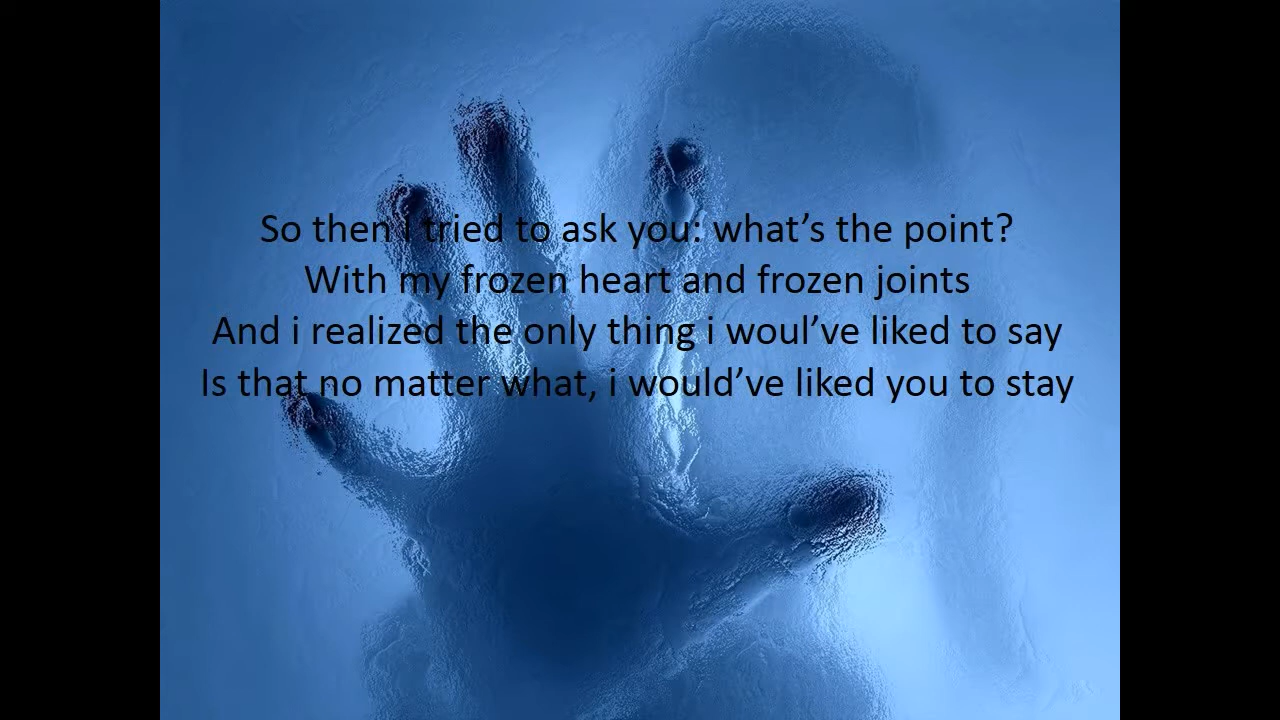 So then I tried to ask you: what’s the point?
With my frozen heart and frozen joints
And i realized the only thing i woul’ve liked to say
Is that no matter what, i would’ve liked you to stay